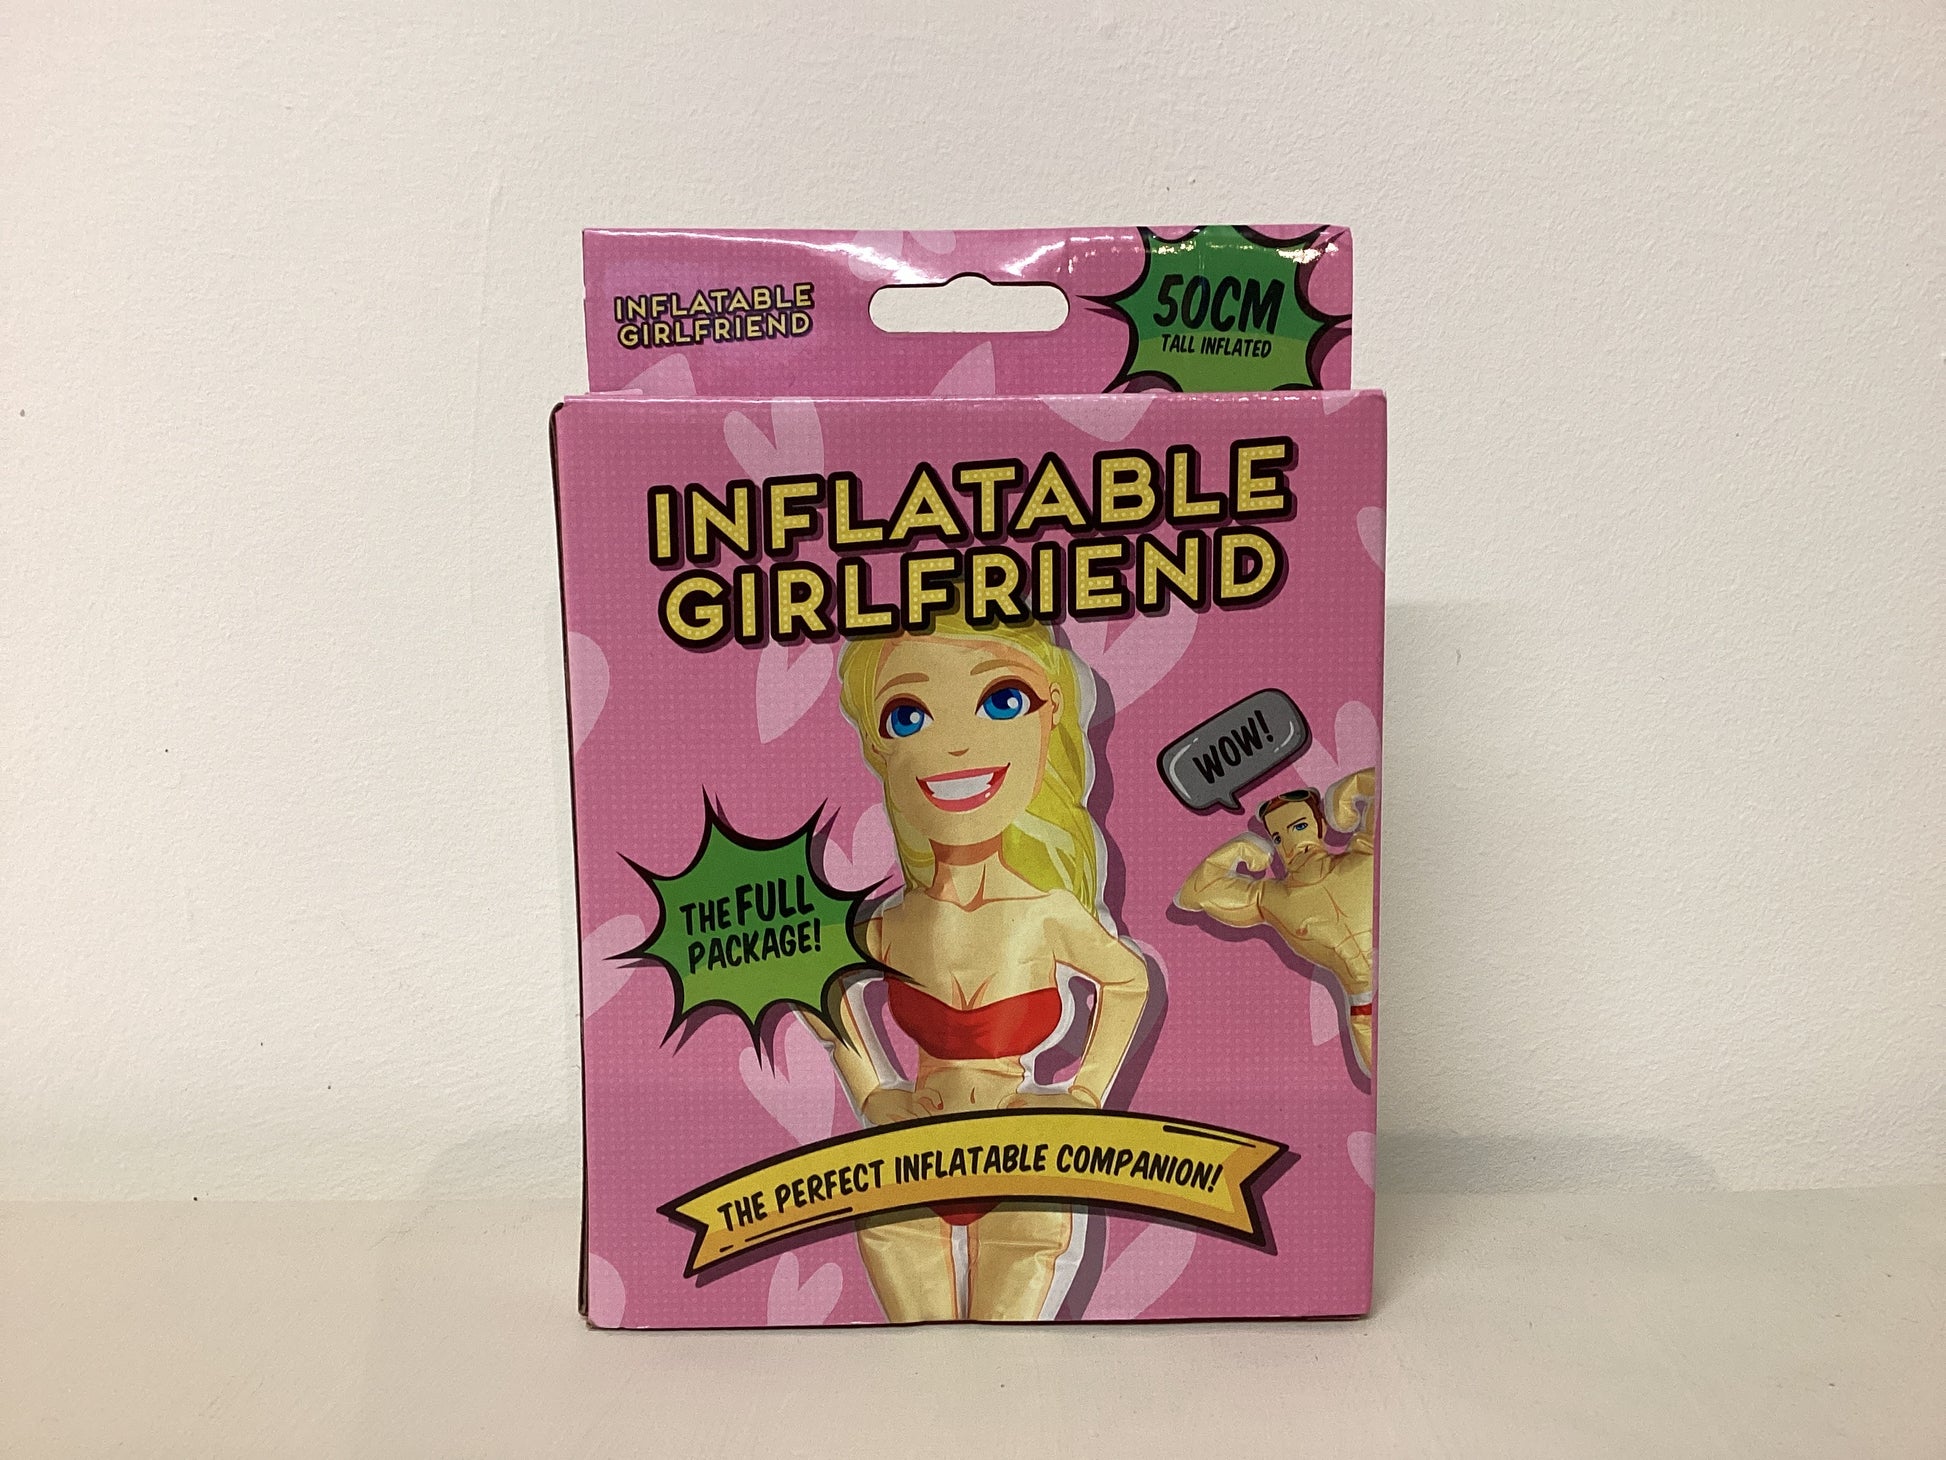 INFLATABLE
GIRLFRIEND
50CM
TALL INFLATED
INFLATABLE
GIRLFRIEND
WOW!
THE FULL
PACKAGE!
THE PERFECT INFLATABLE COMPANION!